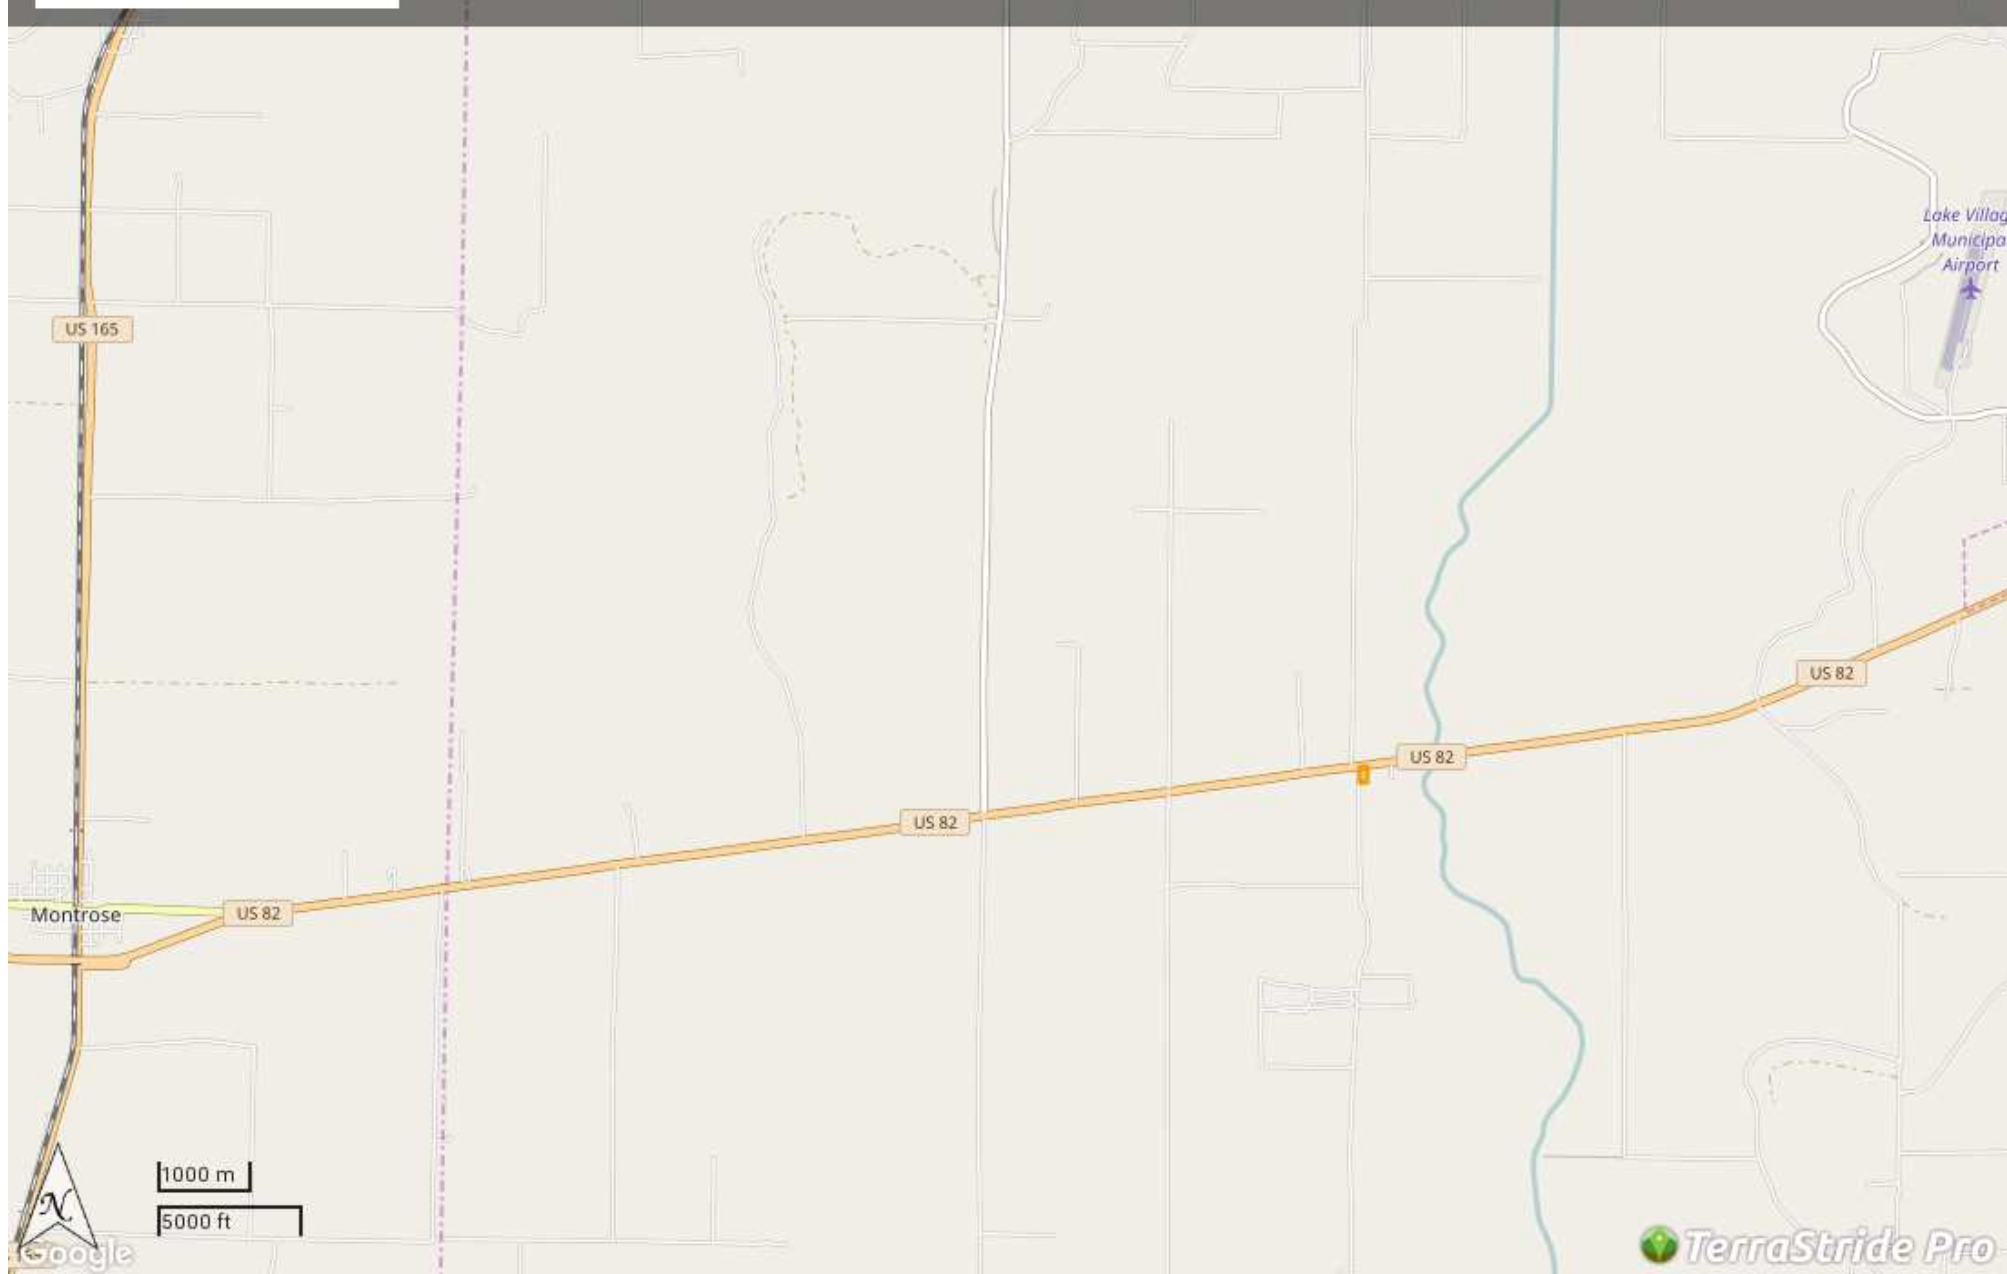 Lake Villag
Municipa
Airport
US 165
US 82
US 82
US 82
US 82
Montrose
1000 m
5000 ft
N
Google
TerraStride Pro